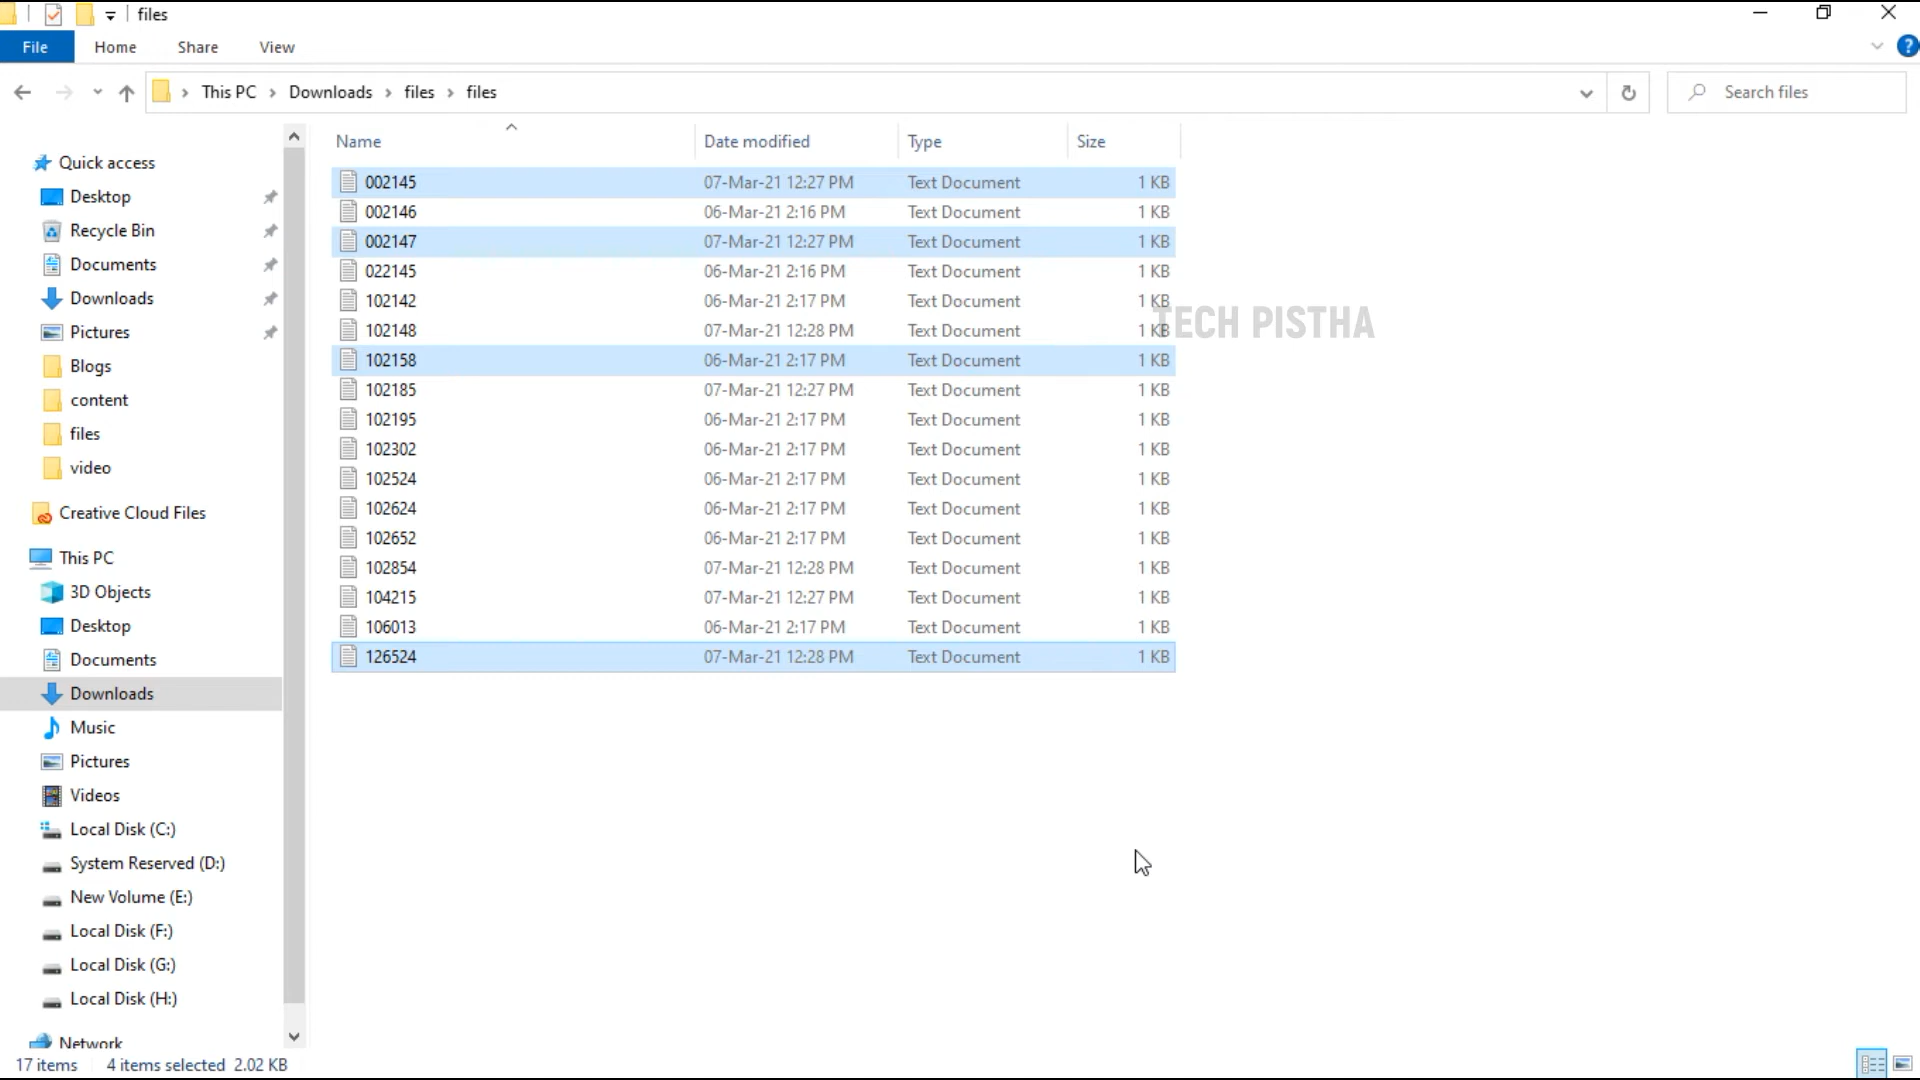 files
File Home Share View
This PC > Downloads > files > files Search files
Name Date modified Type Size
002145 07-Mar-21 12:27 PM Text Document 1 KB
002146 06-Mar-21 2:16 PM Text Document 1 KB
002147 07-Mar-21 12:27 PM Text Document 1 KB
022145 06-Mar-21 2:16 PM Text Document 1 KB
102142 06-Mar-21 2:17 PM Text Document 1 KB
102148 07-Mar-21 12:28 PM Text Document 1 KB
102158 06-Mar-21 2:17 PM Text Document 1 KB
102185 07-Mar-21 12:27 PM Text Document 1 KB
102195 06-Mar-21 2:17 PM Text Document 1 KB
102302 06-Mar-21 2:17 PM Text Document 1 KB
102524 06-Mar-21 2:17 PM Text Document 1 KB
102624 06-Mar-21 2:17 PM Text Document 1 KB
102652 06-Mar-21 2:17 PM Text Document 1 KB
102854 07-Mar-21 12:28 PM Text Document 1 KB
104215 07-Mar-21 12:27 PM Text Document 1 KB
106013 06-Mar-21 2:17 PM Text Document 1 KB
126524 07-Mar-21 12:28 PM Text Document 1 KB
TECH PISTHA
Quick access
Desktop
Recycle Bin
Documents
Downloads
Pictures
Blogs
content
files
video
Creative Cloud Files
This PC
3D Objects
Desktop
Documents
Downloads
Music
Pictures
Videos
Local Disk (C:)
System Reserved (D:)
New Volume (E:)
Local Disk (F:)
Local Disk (G:)
Local Disk (H:)
Network
17 items 4 items selected 2.02 KB